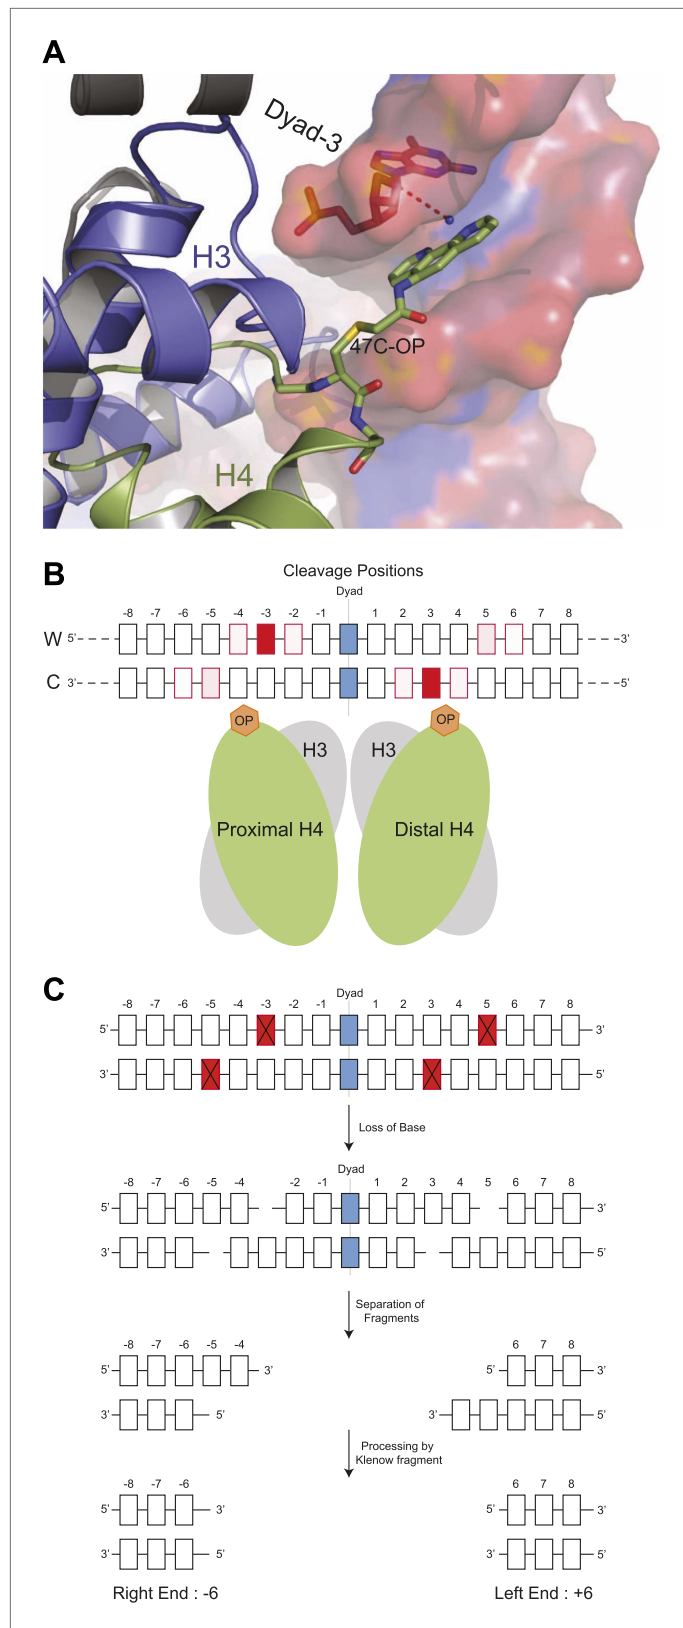 A
Dyad-3
H3
47C-OP
H4
B
Cleavage Positions
Dyad
-8 -7 -6 -5 -4 -3 -2 -1 1 2 3 4 5 6 7 8
W 5' 3'
C 3' 5'
OP OP
H3 H3
Proximal H4 Distal H4
C
Dyad
-8 -7 -6 -5 -4 -3 -2 -1 1 2 3 4 5 6 7 8
5' 3'
3' 5'
Loss of Base
Dyad
-8 -7 -6 -5 -4 -2 -1 1 2 3 4 5 6 7 8
5' 3'
3' 5'
Separation of
Fragments
-8 -7 -6 -5 -4 6 7 8
5' 3' 5' 3'
3' 5' 3' 5'
Processing by
Klenow fragment
-8 -7 -6 6 7 8
5' 3' 5' 3'
3' 5' 3' 5'
Right End : -6 Left End : +6